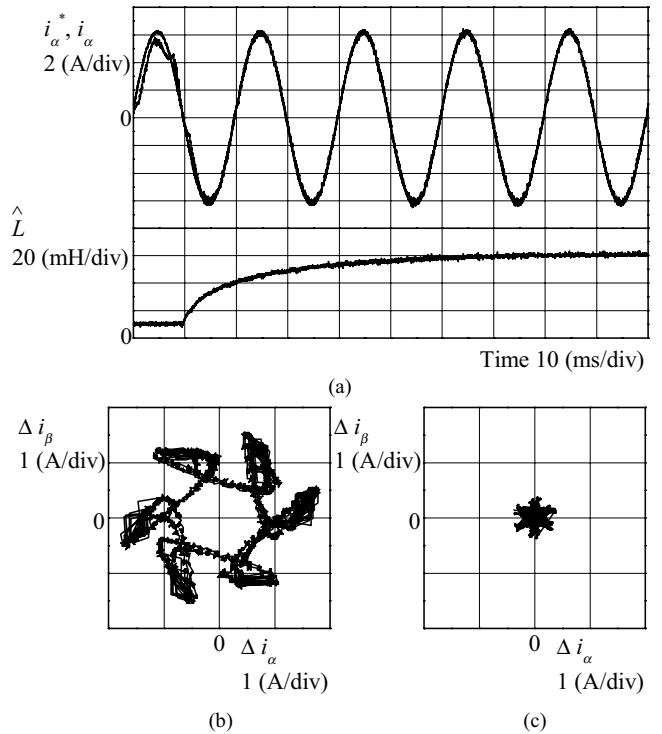 i_α^*, i_α
2 (A/div)
0
L̂
20 (mH/div)
0
Time 10 (ms/div)
(a)
Δ i_β
1 (A/div)
0
0 Δ i_α
1 (A/div)
(b)
Δ i_β
1 (A/div)
0
0 Δ i_α
1 (A/div)
(c)